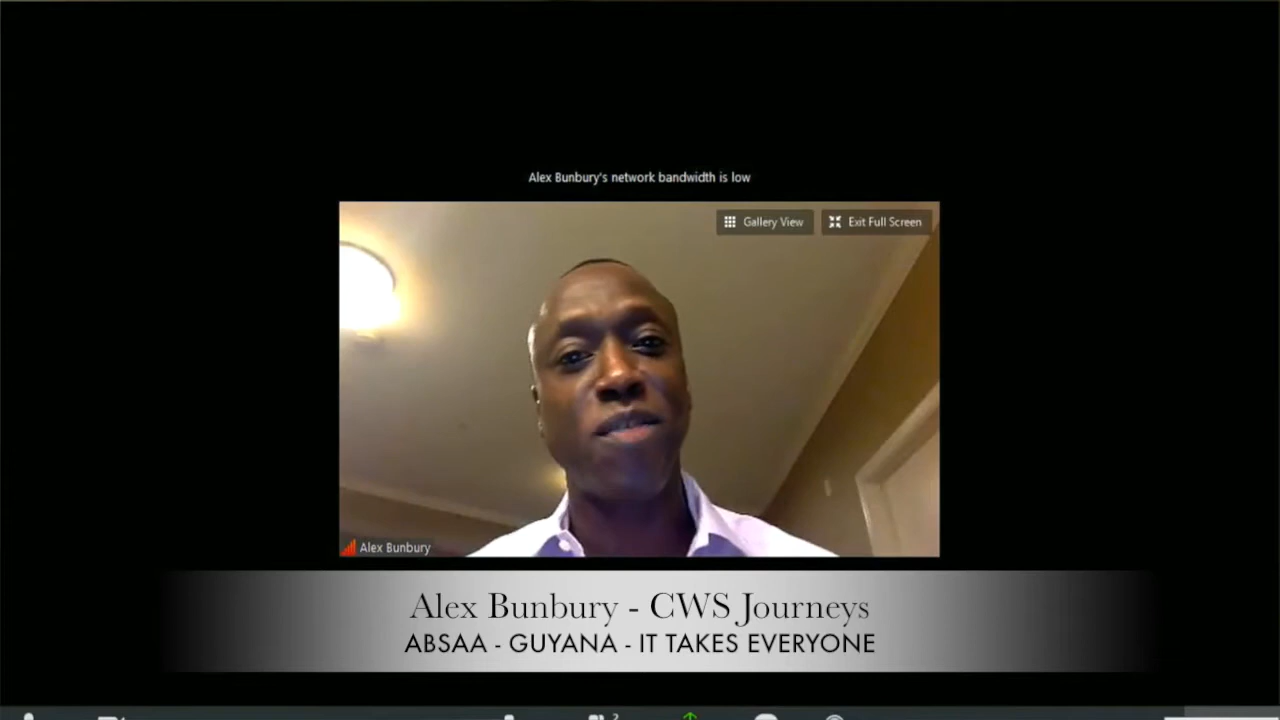 Alex Bunbury's network bandwidth is low
Gallery View
Exit Full Screen
Alex Bunbury
Alex Bunbury - CWS Journeys
ABSAA - GUYANA - IT TAKES EVERYONE
2